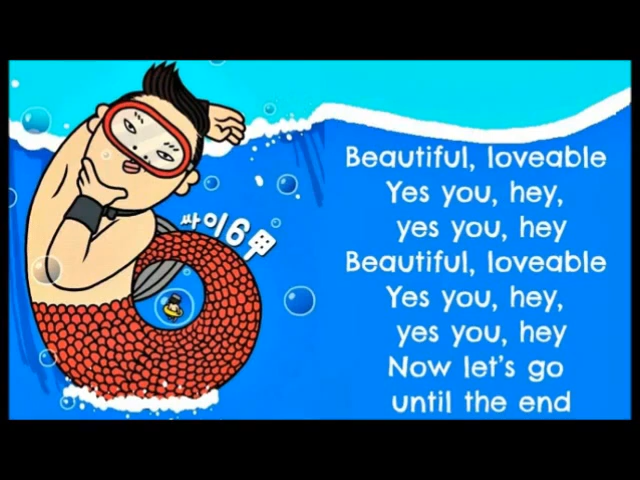 싸이6甲
Beautiful, loveable
Yes you, hey,
yes you, hey
Beautiful, loveable
Yes you, hey,
yes you, hey
Now let's go
until the end